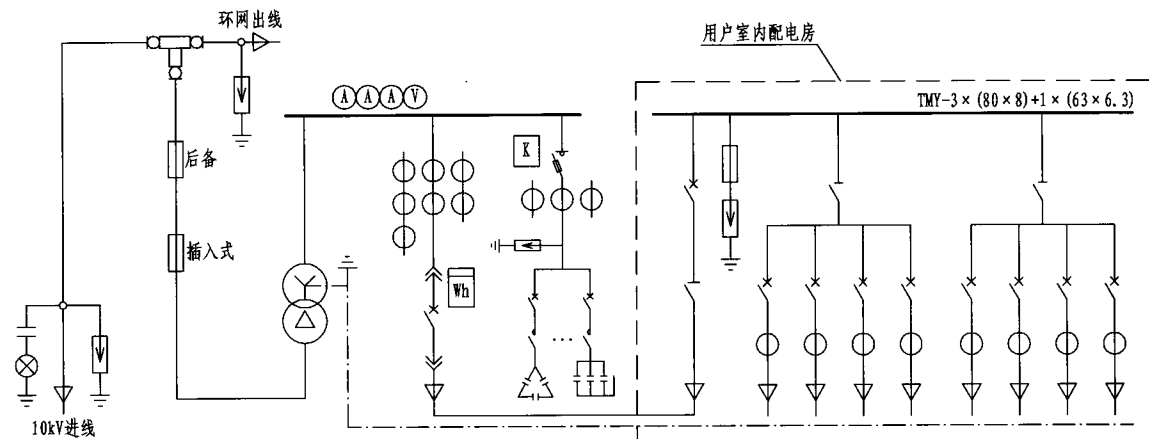 环网出线
用户室内配电房
A A A V
TMY-3×(80×8)+1×(63×6.3)
K
后备
插入式
Wh
10kV进线